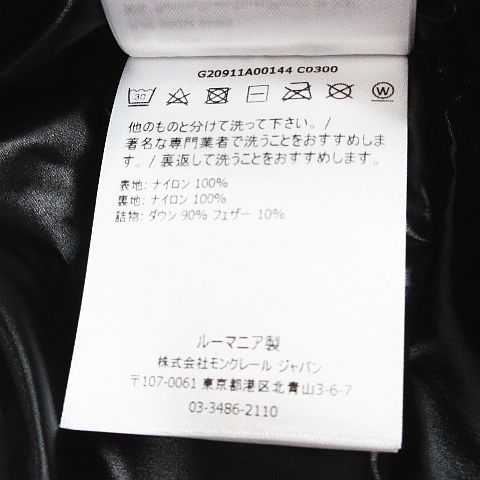 G20911A00144 C0300
30
W
他のものと分けて洗って下さい。/
著名な専門業者で洗うことをおすすめしま
す。/ 裏返して洗うことをおすすめします。
表地: ナイロン 100%
裏地: ナイロン 100%
詰物: ダウン 90% フェザー 10%
ルーマニア製
株式会社モンクレール ジャパン
〒107-0061 東京都港区北青山3-6-7
03-3486-2110